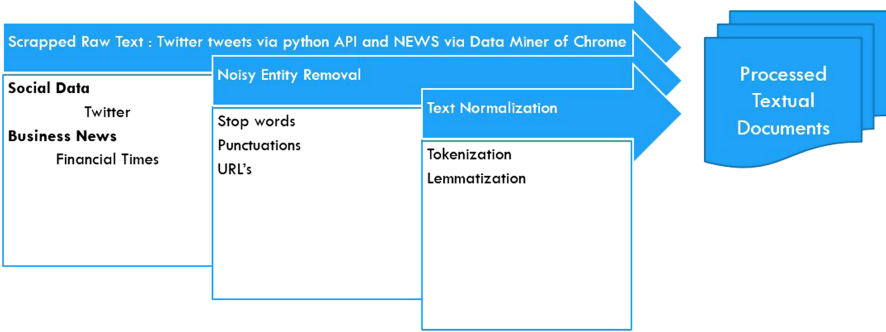 Scrapped Raw Text : Twitter tweets via python API and NEWS via Data Miner of Chrome
Social Data
Twitter
Business News
Financial Times
Noisy Entity Removal
Stop words
Punctuations
URL's
Text Normalization
Tokenization
Lemmatization
Processed
Textual
Documents